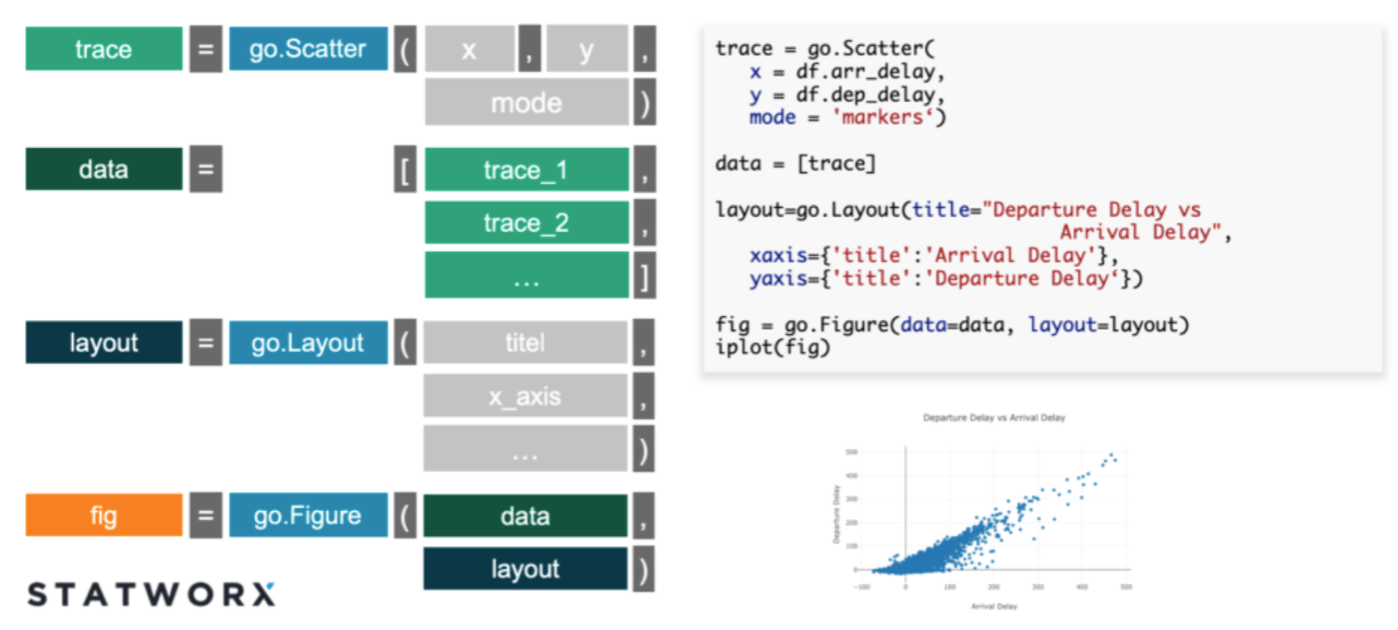 trace = go.Scatter ( x , y ,
mode )
data = [ trace_1 ,
trace_2 ,
... ]
layout = go.Layout ( titel ,
x_axis ,
... )
fig = go.Figure ( data ,
layout )
STATWORX
trace = go.Scatter(
x = df.arr_delay,
y = df.dep_delay,
mode = 'markers‘)
data = [trace]
layout=go.Layout(title="Departure Delay vs
Arrival Delay",
xaxis={'title':'Arrival Delay'},
yaxis={'title':'Departure Delay‘})
fig = go.Figure(data=data, layout=layout)
iplot(fig)
Departure Delay vs Arrival Delay
500
400
300
200
100
0
Departure Delay
−100 0 100 200 300 400 500
Arrival Delay